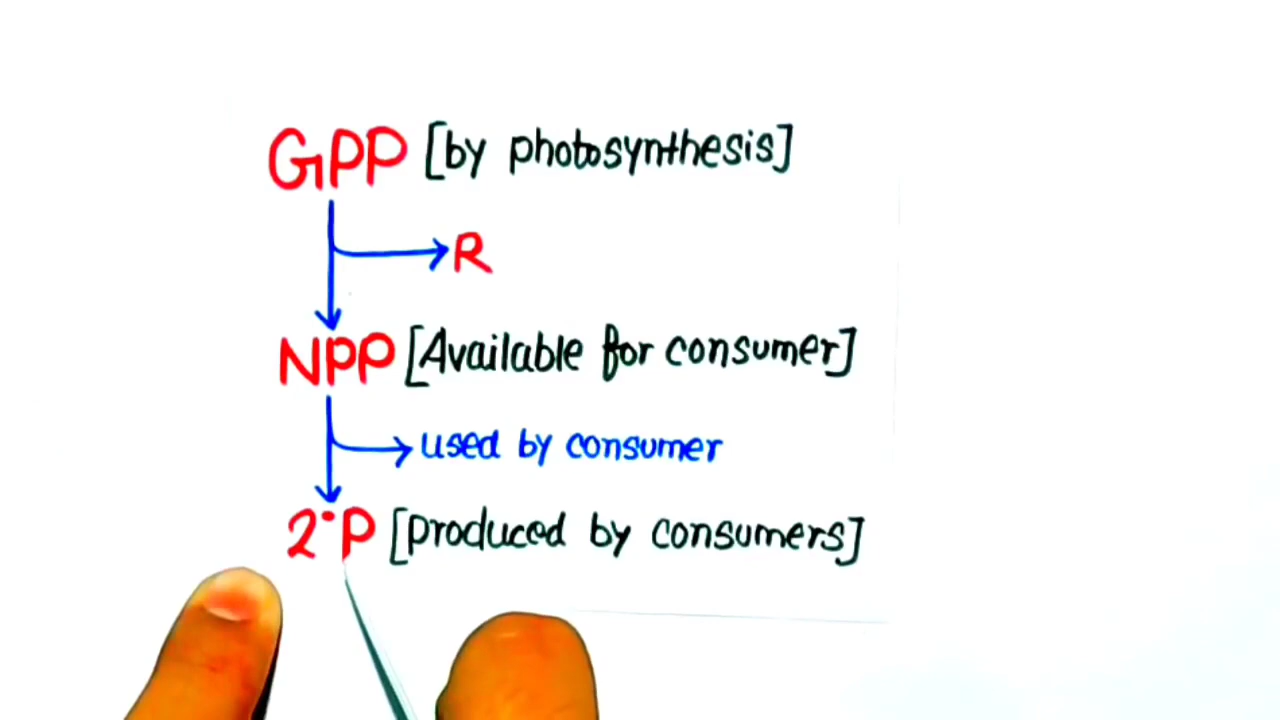 GPP [by photosynthesis]
R
NPP [Available for consumer]
used by consumer
2°P [produced by consumers]